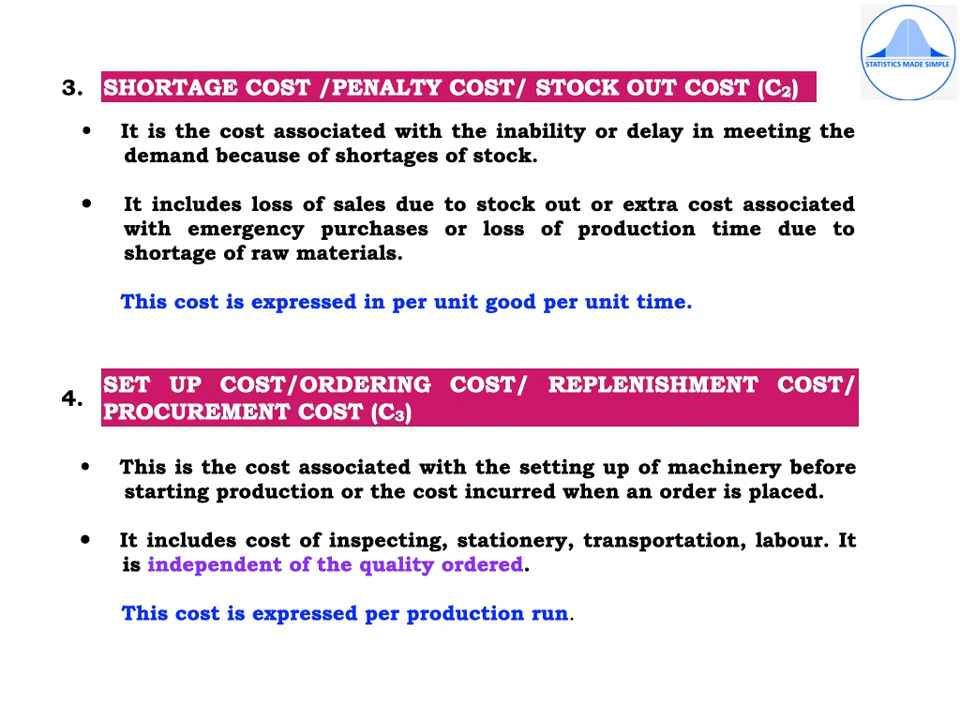 STATISTICS MADE SIMPLE
3. SHORTAGE COST /PENALTY COST/ STOCK OUT COST (C₂)
• It is the cost associated with the inability or delay in meeting the
demand because of shortages of stock.
• It includes loss of sales due to stock out or extra cost associated
with emergency purchases or loss of production time due to
shortage of raw materials.
This cost is expressed in per unit good per unit time.
4. SET UP COST/ORDERING COST/ REPLENISHMENT COST/
PROCUREMENT COST (C₃)
• This is the cost associated with the setting up of machinery before
starting production or the cost incurred when an order is placed.
• It includes cost of inspecting, stationery, transportation, labour. It
is independent of the quality ordered.
This cost is expressed per production run.